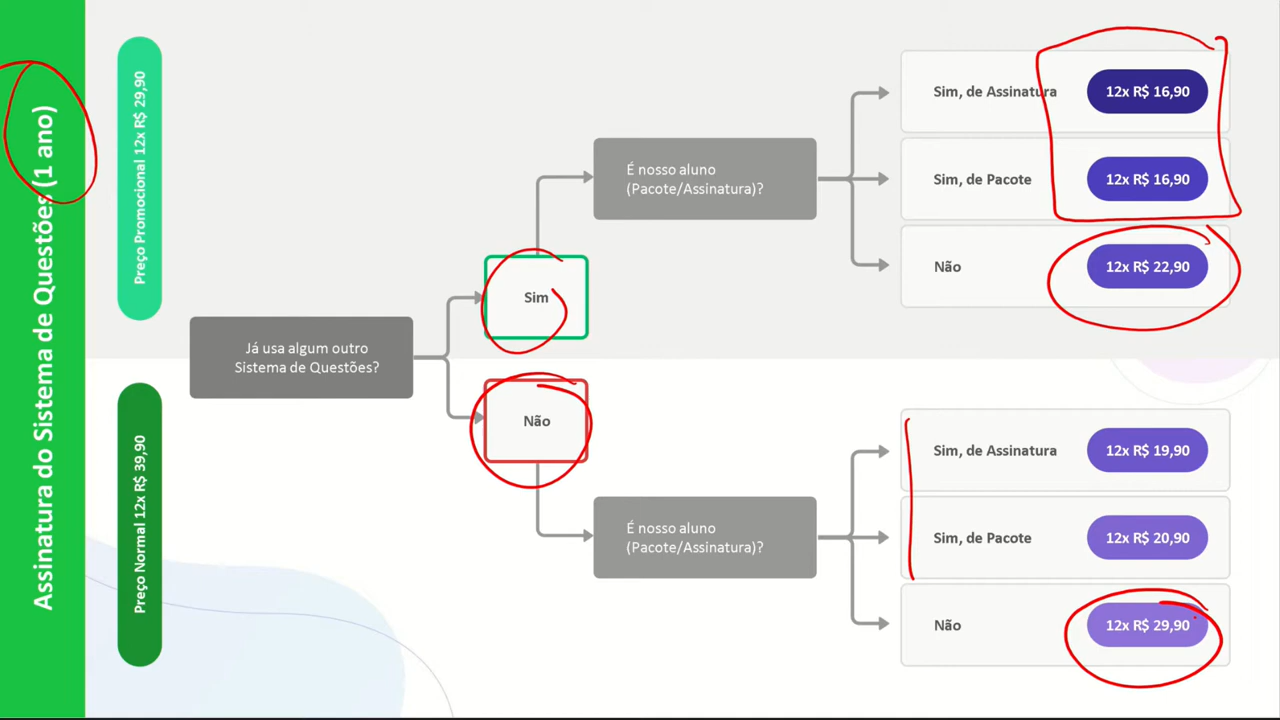 Assinatura do Sistema de Questões (1 ano)
Preço Promocional 12x R$ 29,90
Preço Normal 12x R$ 39,90
Já usa algum outro
Sistema de Questões?
Sim
Não
É nosso aluno
(Pacote/Assinatura)?
Sim, de Assinatura 12x R$ 16,90
Sim, de Pacote 12x R$ 16,90
Não 12x R$ 22,90
É nosso aluno
(Pacote/Assinatura)?
Sim, de Assinatura 12x R$ 19,90
Sim, de Pacote 12x R$ 20,90
Não 12x R$ 29,90